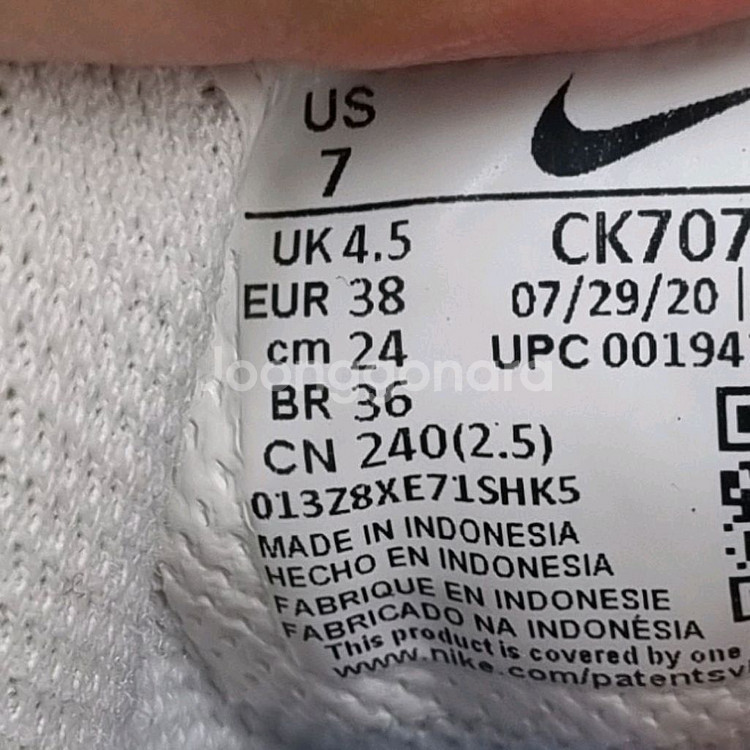 US
7
UK 4.5
EUR 38
cm 24
BR 36
CN 240(2.5)
CK707
07/29/20 |
UPC 00194
013Z8XE71SHK5
MADE IN INDONESIA
HECHO EN INDONESIA
FABRIQUE EN INDONESIE
FABRICADO NA INDONÉSIA
This product is covered by one
www.nike.com/patents
joonggonara